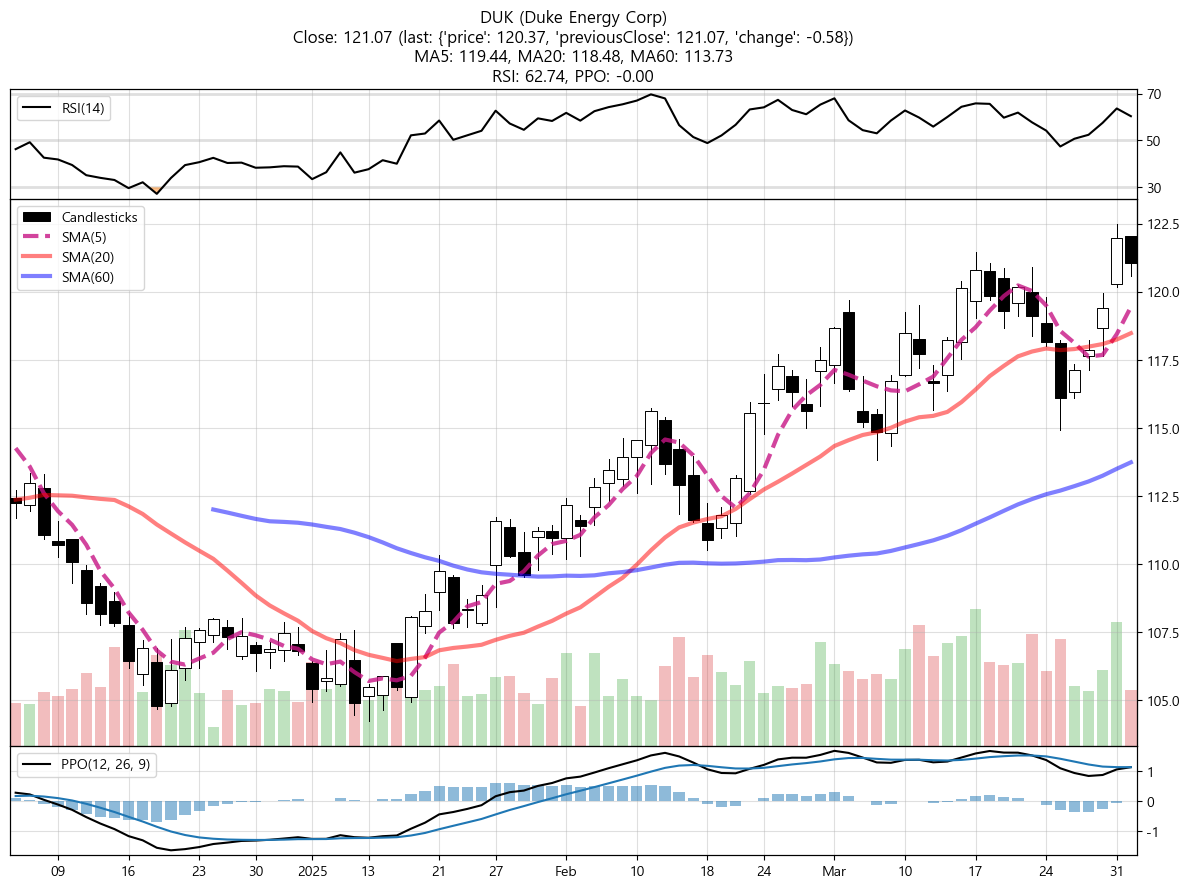 DUK (Duke Energy Corp)
Close: 121.07 (last: {'price': 120.37, 'previousClose': 121.07, 'change': -0.58})
MA5: 119.44, MA20: 118.48, MA60: 113.73
RSI: 62.74, PPO: -0.00
RSI(14)
70
50
30
Candlesticks
SMA(5)
SMA(20)
SMA(60)
122.5
120.0
117.5
115.0
112.5
110.0
107.5
105.0
PPO(12, 26, 9)
1
0
-1
09 16 23 30 2025 13 21 27 Feb 10 18 24 Mar 10 17 24 31